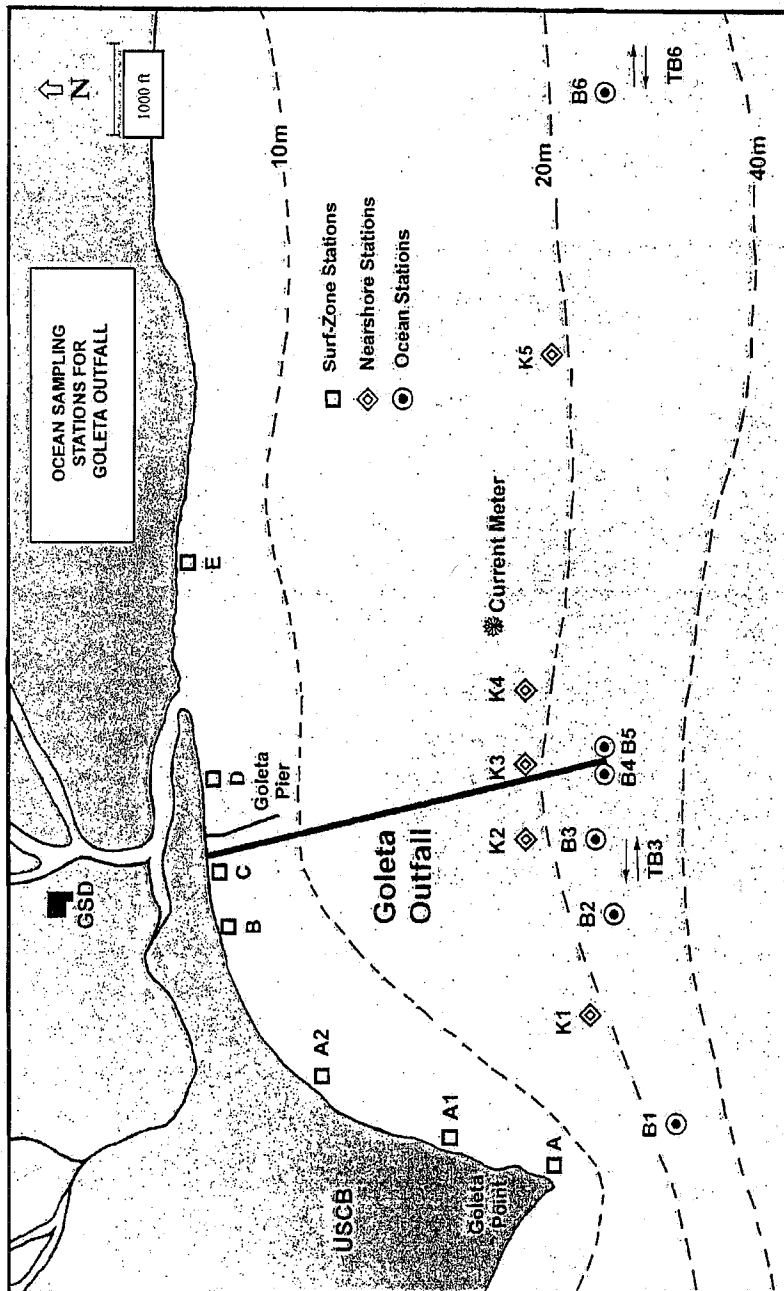 OCEAN SAMPLING
STATIONS FOR
GOLETA OUTFALL
N
1000 ft
GSD
USCB
Goleta
Point
Goleta
Pier
Goleta
Outfall
A
A1
A2
B
C
D
E
10m
20m
40m
Surf-Zone Stations
Nearshore Stations
Ocean Stations
Current Meter
K1
K2
K3
K4
K5
B1
B2
B3
B4 B5
B6
TB3
TB6